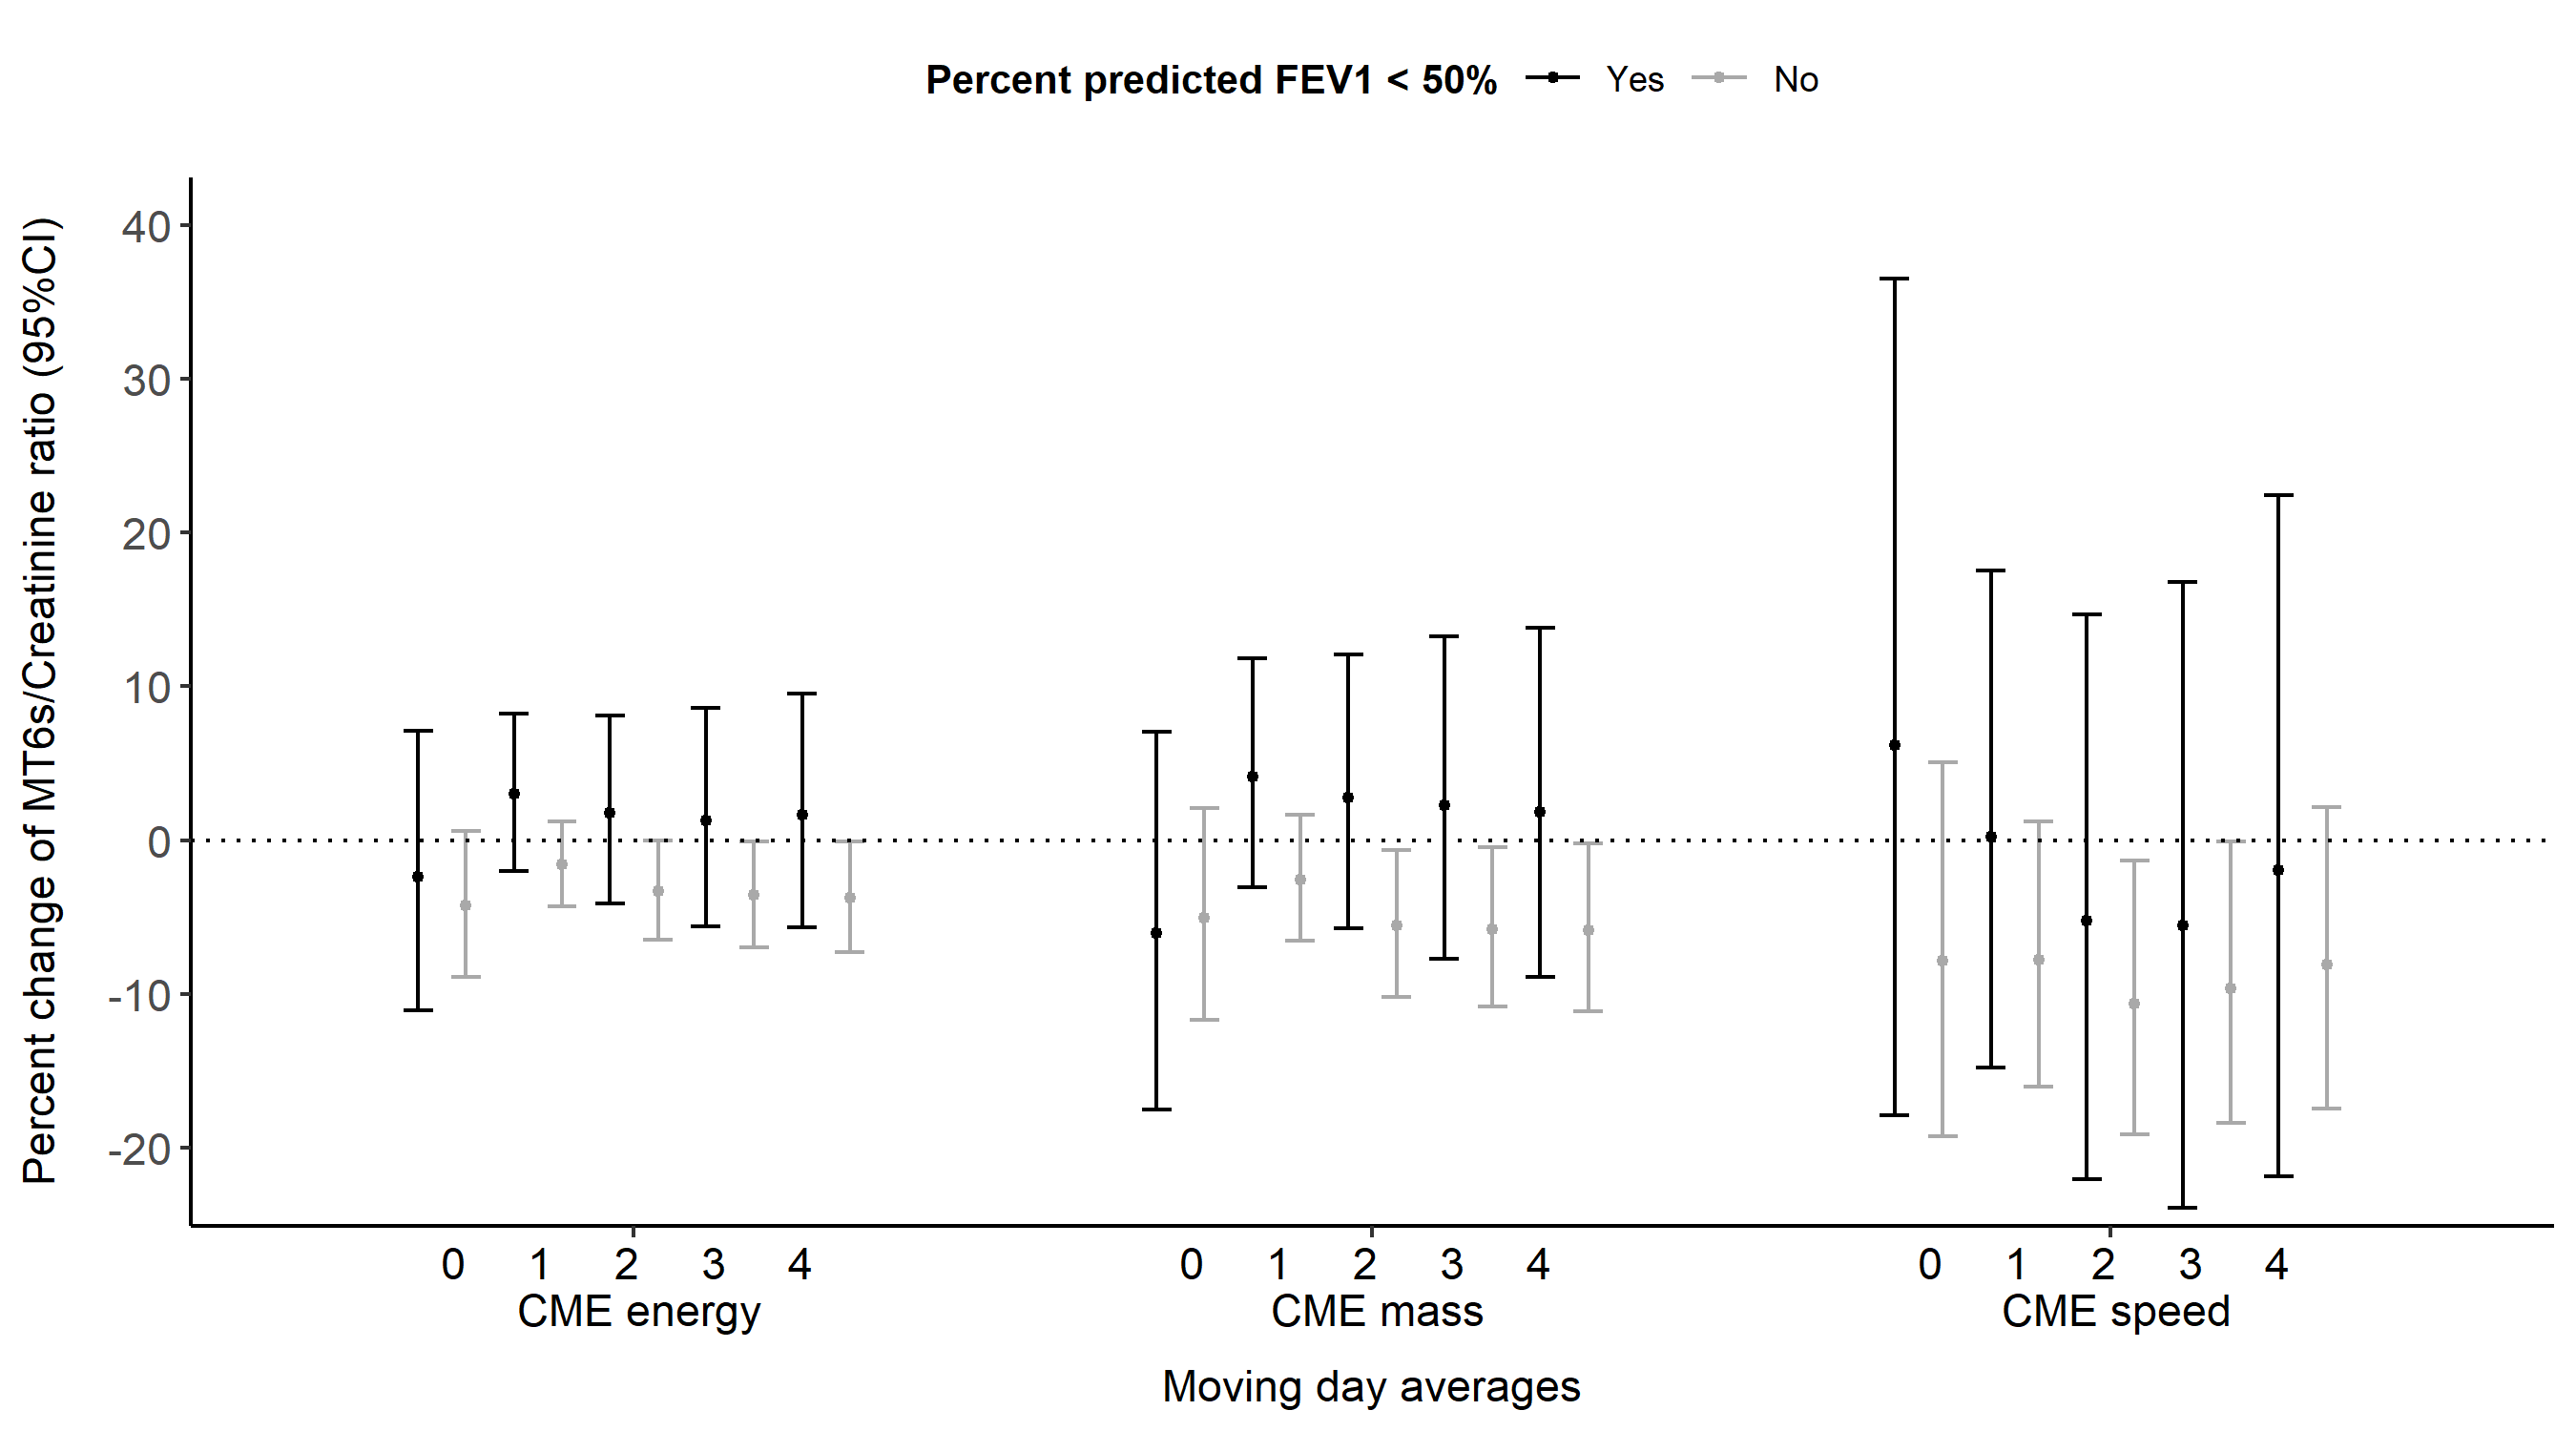 Percent predicted FEV1 < 50% Yes No
Percent change of MT6s/Creatinine ratio (95%CI)
40
30
20
10
0
-10
-20
0 1 2 3 4 0 1 2 3 4 0 1 2 3 4
CME energy CME mass CME speed
Moving day averages